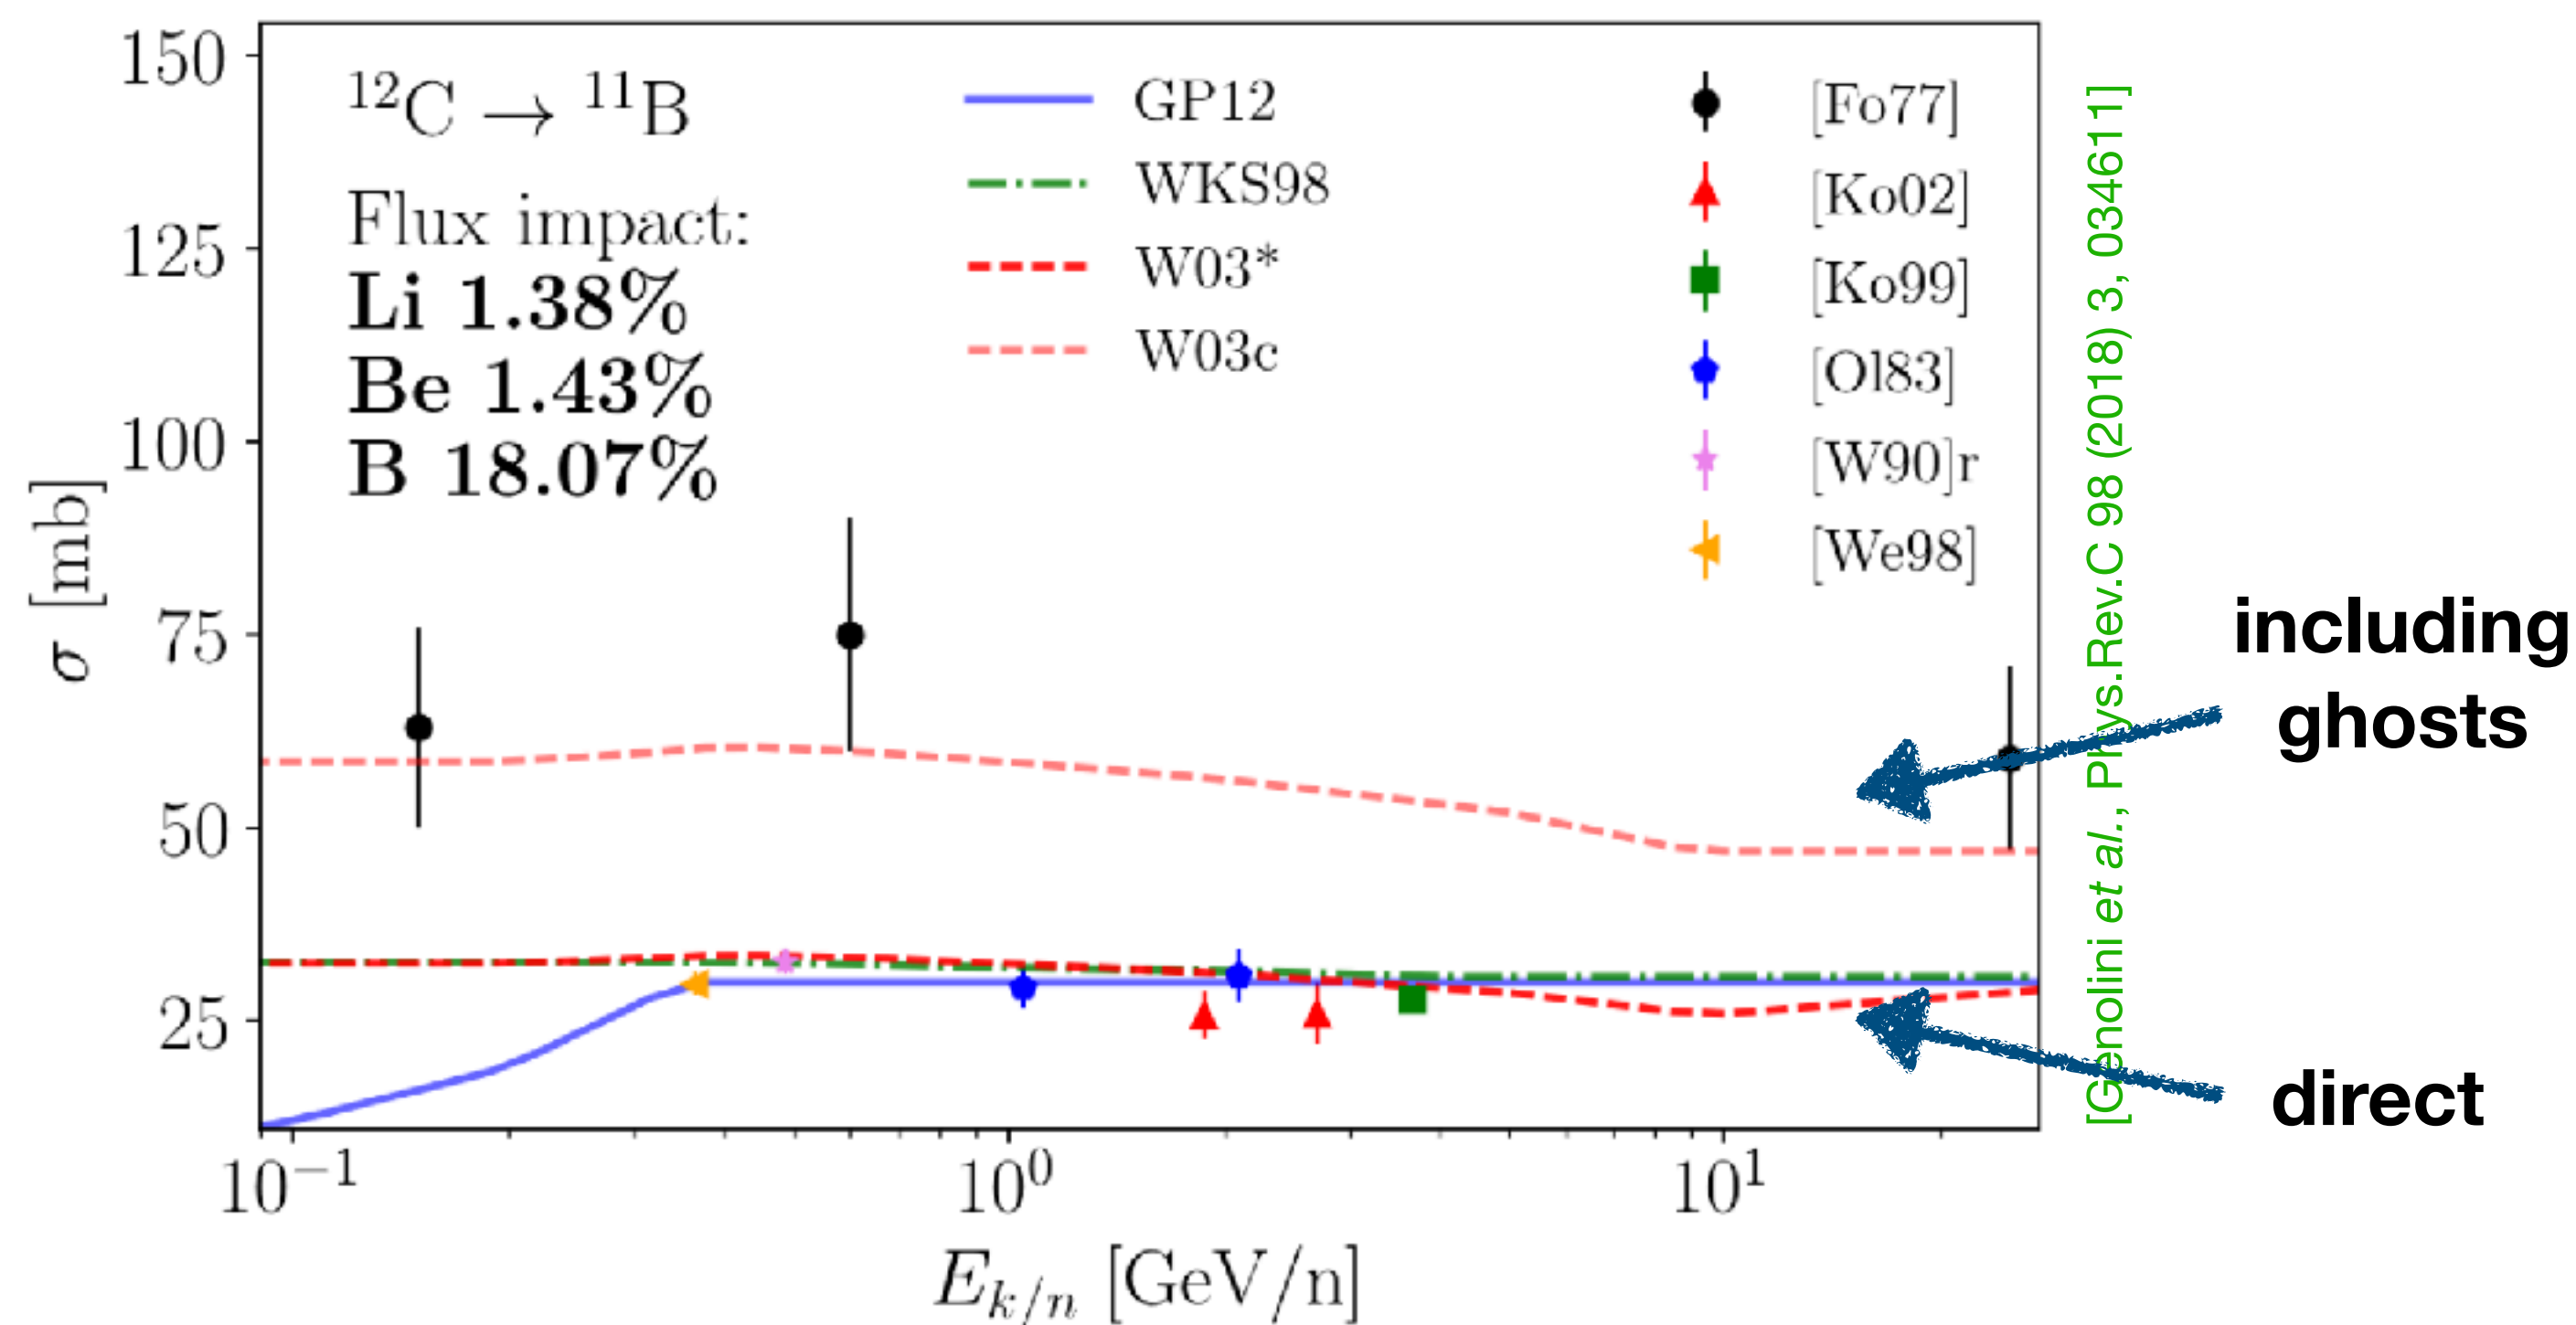 150
125
100
75
50
25
σ [mb]
¹²C → ¹¹B
Flux impact:
Li 1.38%
Be 1.43%
B 18.07%
GP12
WKS98
W03*
W03c
[Fo77]
[Ko02]
[Ko99]
[Ol83]
[W90]r
[We98]
10⁻¹
10⁰
10¹
E_{k/n} [GeV/n]
[Genolini et al., Phys.Rev.C 98 (2018) 3, 034611]
including
ghosts
direct